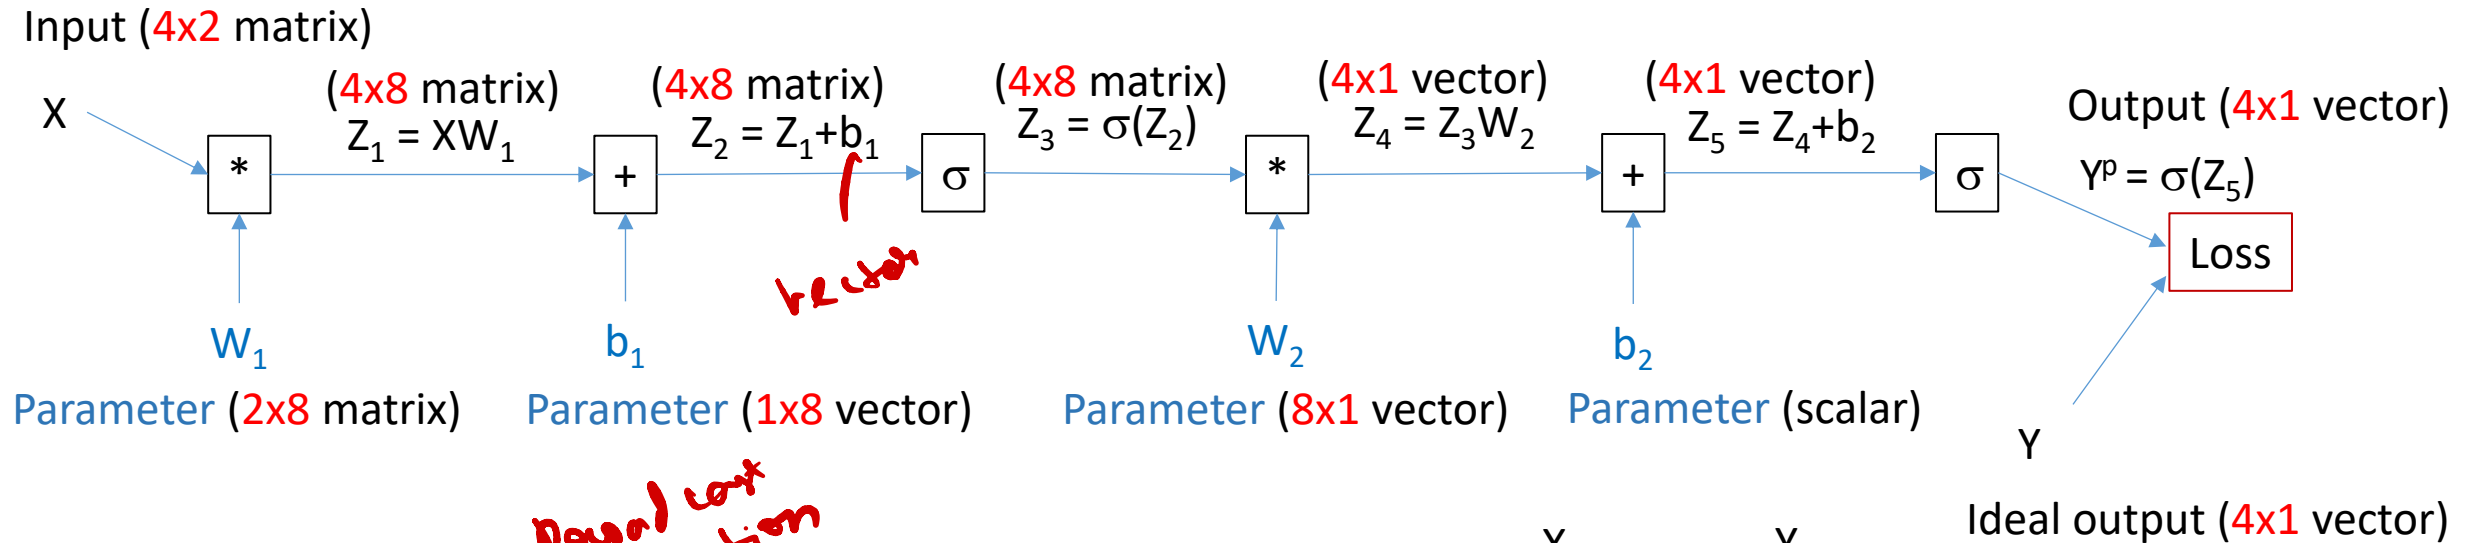 Input (4x2 matrix)
X
(4x8 matrix)
Z₁ = XW₁
(4x8 matrix)
Z₂ = Z₁+b₁
(4x8 matrix)
Z₃ = σ(Z₂)
(4x1 vector)
Z₄ = Z₃W₂
(4x1 vector)
Z₅ = Z₄+b₂
Output (4x1 vector)
Yᵖ = σ(Z₅)
* + σ * + σ
Loss
vector
W₁ b₁ W₂ b₂
Parameter (2x8 matrix) Parameter (1x8 vector) Parameter (8x1 vector) Parameter (scalar)
Y
Ideal output (4x1 vector)